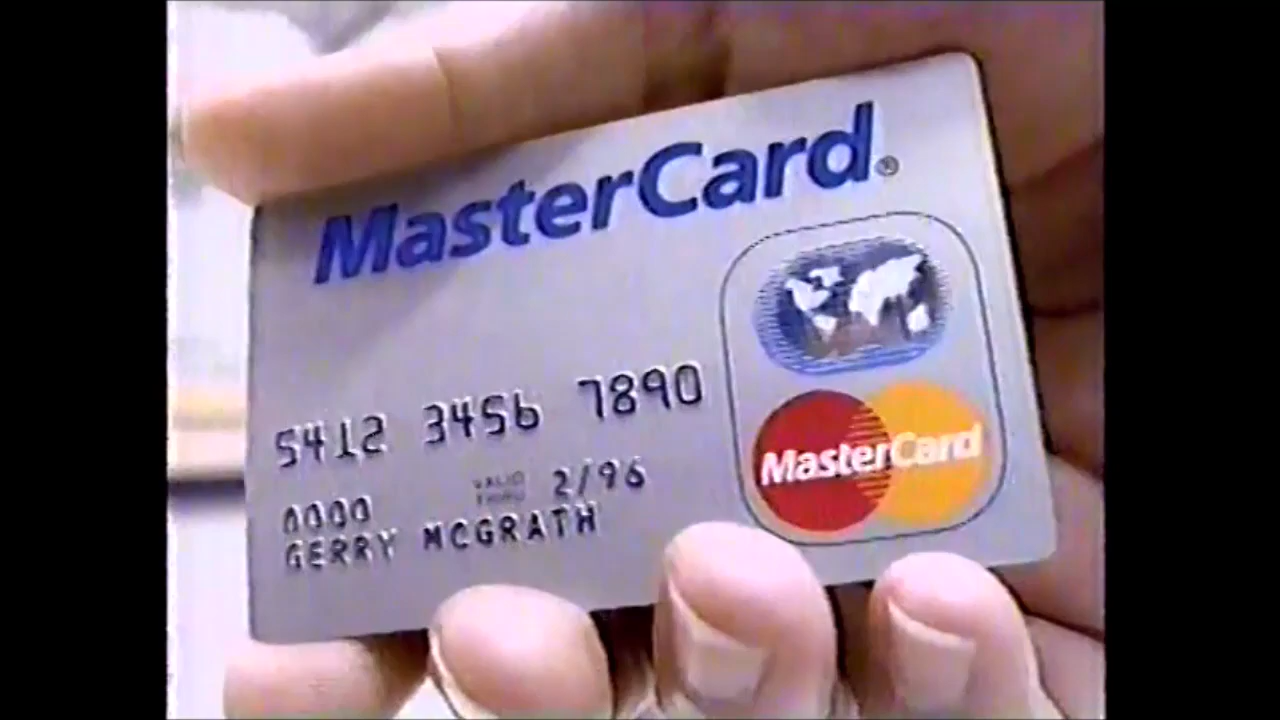 MasterCard®
MasterCard
5412 3456 7890
VALID
THRU 2/96
0000
GERRY MCGRATH